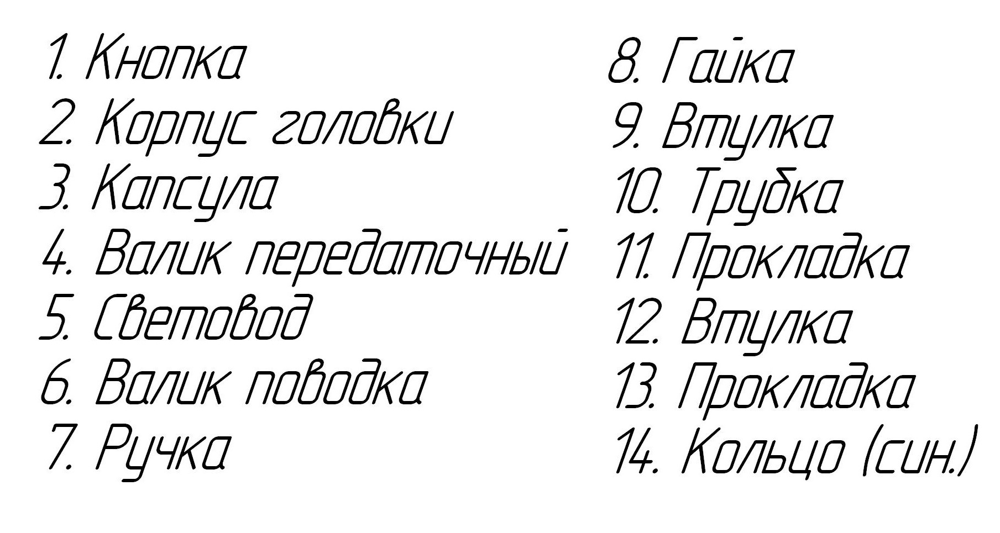 1. Кнопка
2. Корпус головки
3. Капсула
4. Валик передаточный
5. Световод
6. Валик поводка
7. Ручка
8. Гайка
9. Втулка
10. Трубка
11. Прокладка
12. Втулка
13. Прокладка
14. Кольцо (син.)